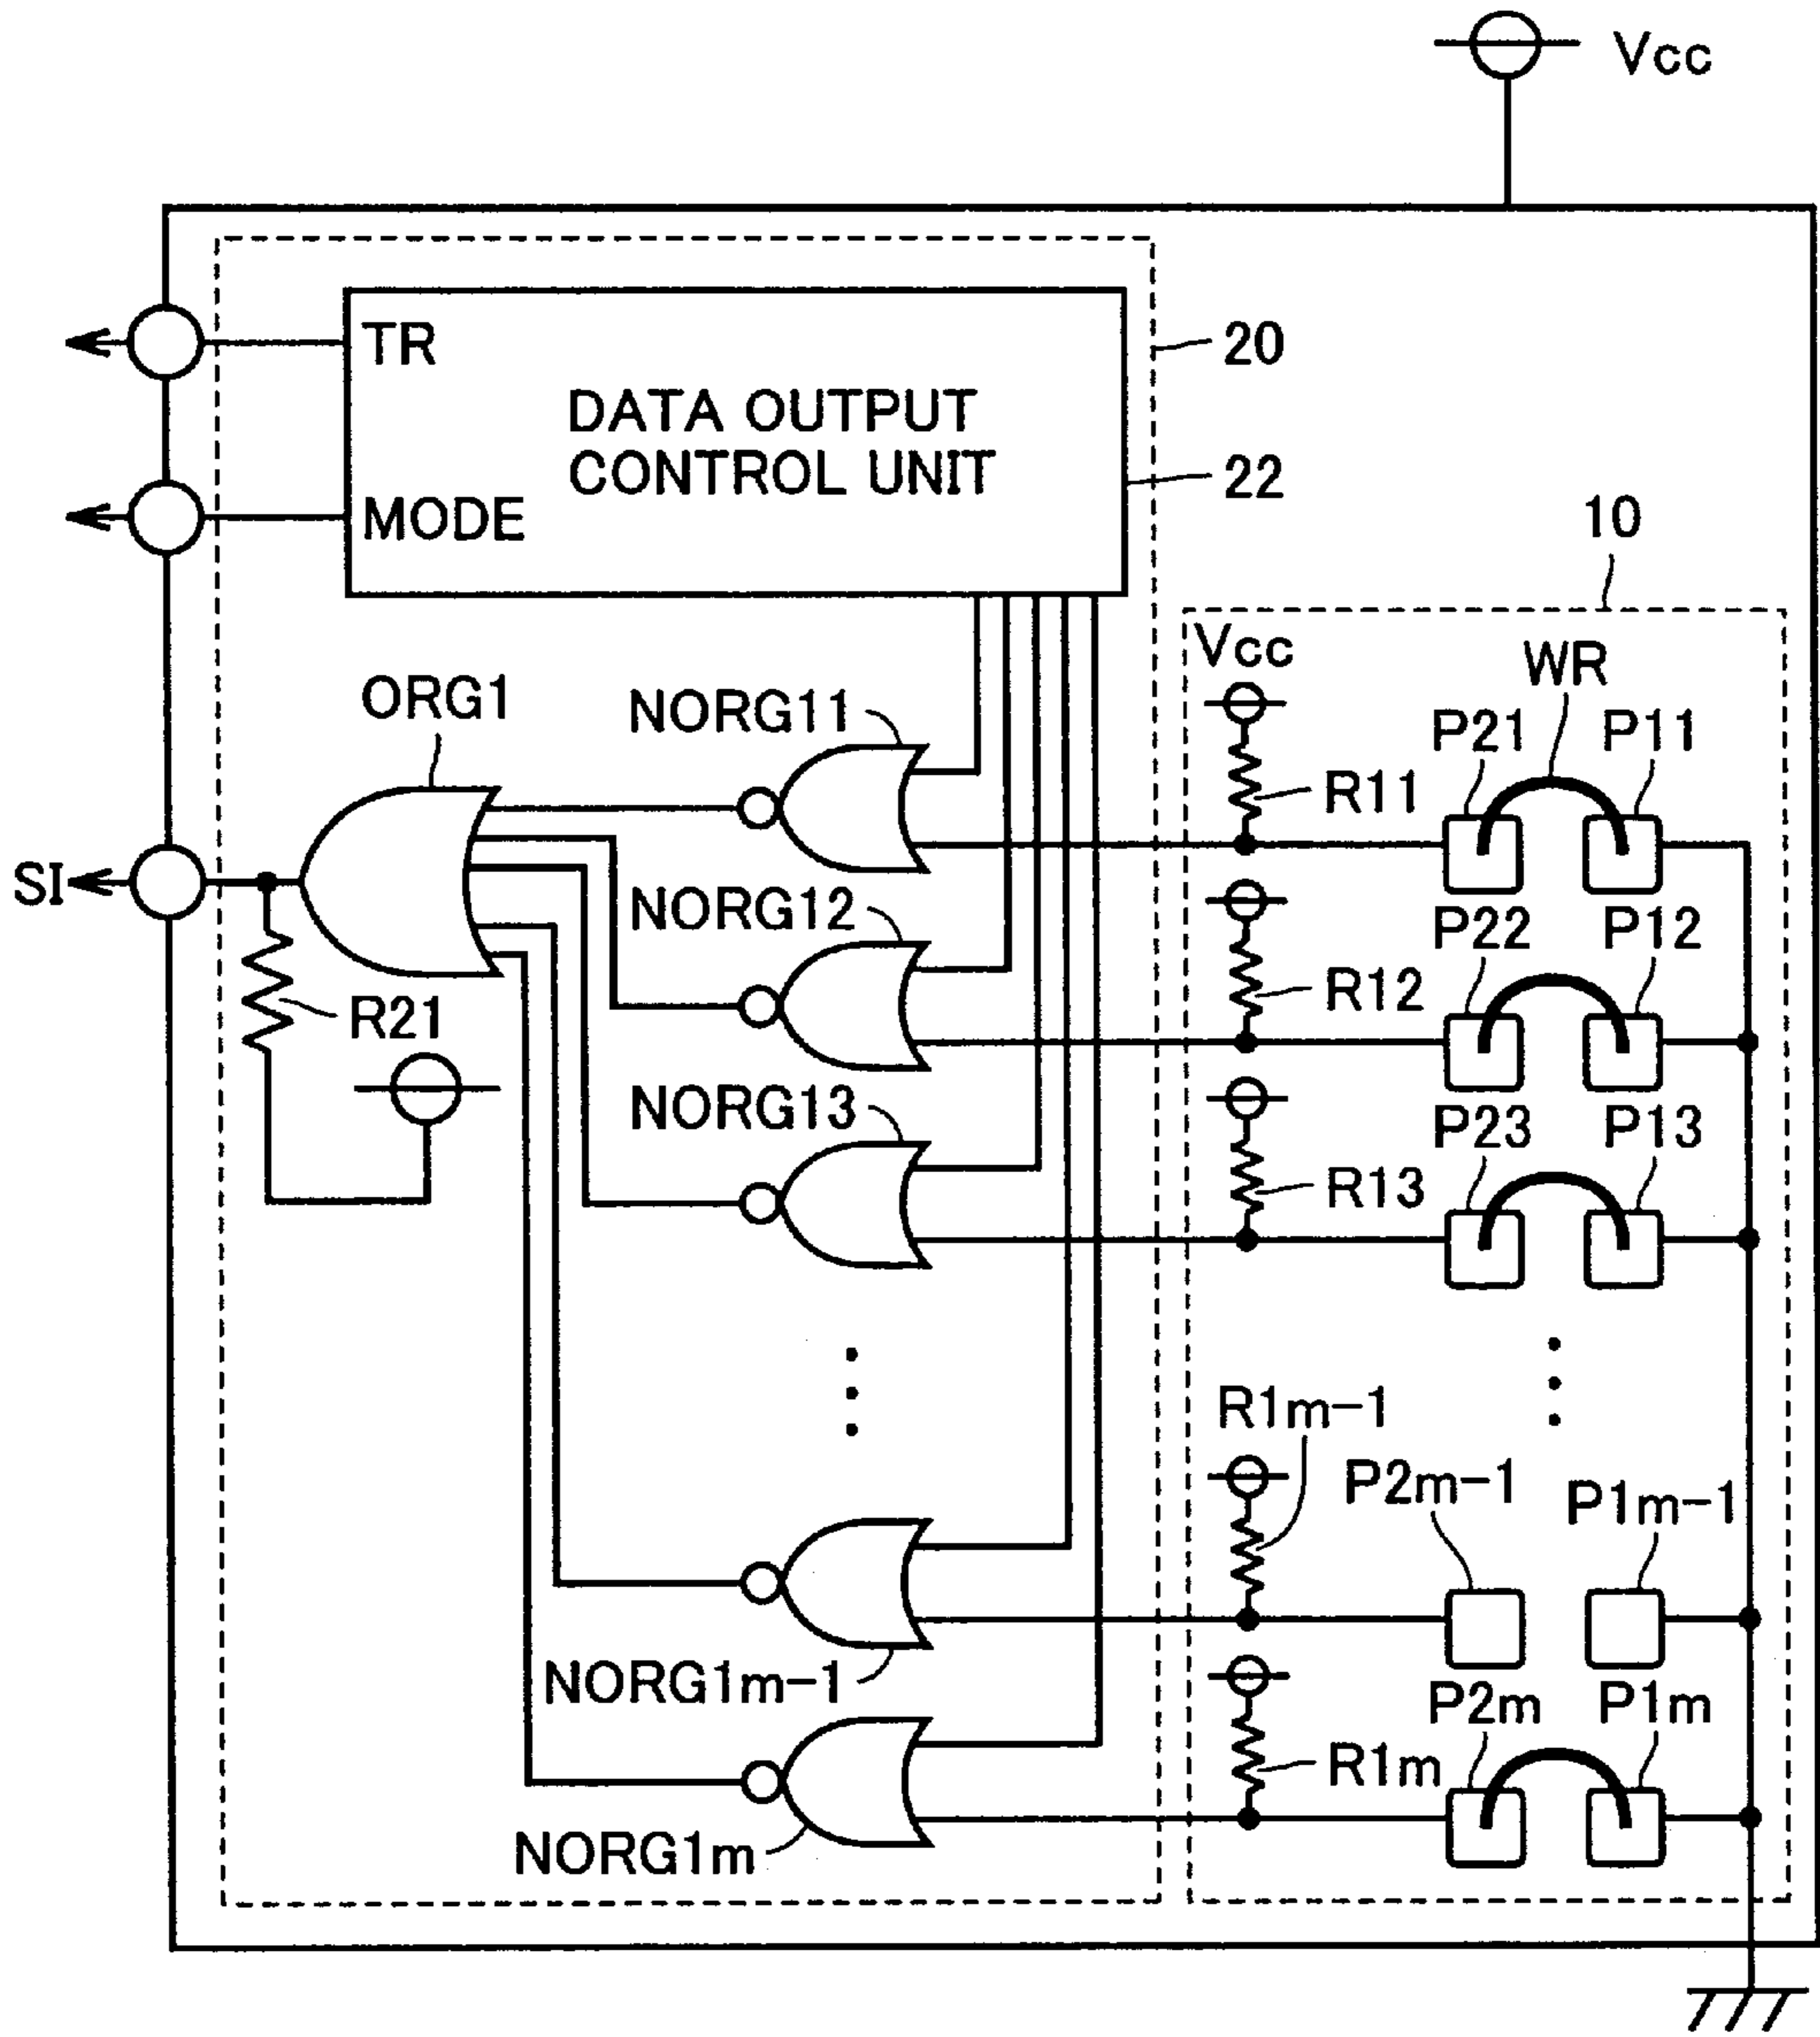 Vcc
TR
20
DATA OUTPUT
CONTROL UNIT
22
MODE
10
Vcc
WR
ORG1
NORG11
P21
P11
R11
SI
NORG12
P22
P12
R12
R21
NORG13
P23
P13
R13
R1m-1
P2m-1
P1m-1
NORG1m-1
P2m
P1m
R1m
NORG1m